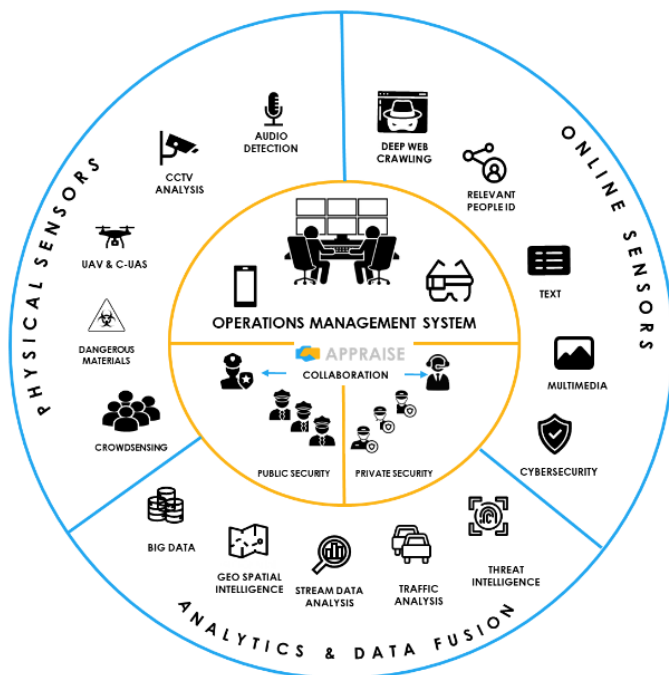 PHYSICAL SENSORS
AUDIO
DETECTION
CCTV
ANALYSIS
UAV & C-UAS
DANGEROUS
MATERIALS
CROWDSENSING
ONLINE SENSORS
DEEP WEB
CRAWLING
RELEVANT
PEOPLE ID
TEXT
MULTIMEDIA
CYBERSECURITY
OPERATIONS MANAGEMENT SYSTEM
APPRAISE
COLLABORATION
PUBLIC SECURITY
PRIVATE SECURITY
BIG DATA
GEO SPATIAL
INTELLIGENCE
STREAM DATA
ANALYSIS
TRAFFIC
ANALYSIS
THREAT
INTELLIGENCE
ANALYTICS & DATA FUSION